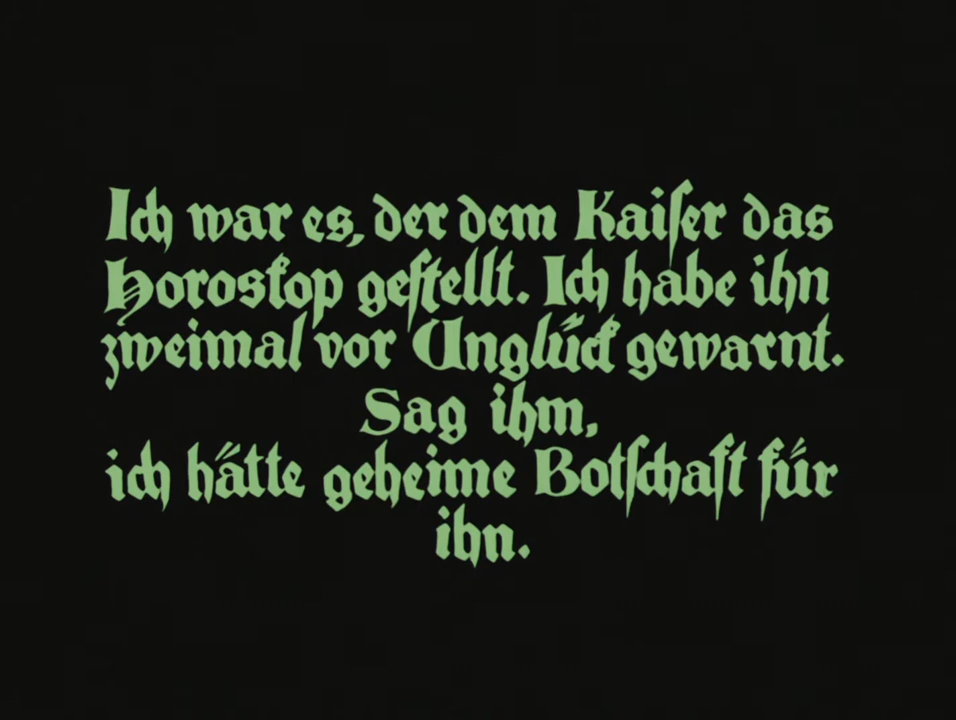 Ich war es, der dem Kaiſer das
Horoskop geſtellt. Ich habe ihn
zweimal vor Unglück gewarnt.
Sag ihm,
ich hätte geheime Botſchaft für
ihn.